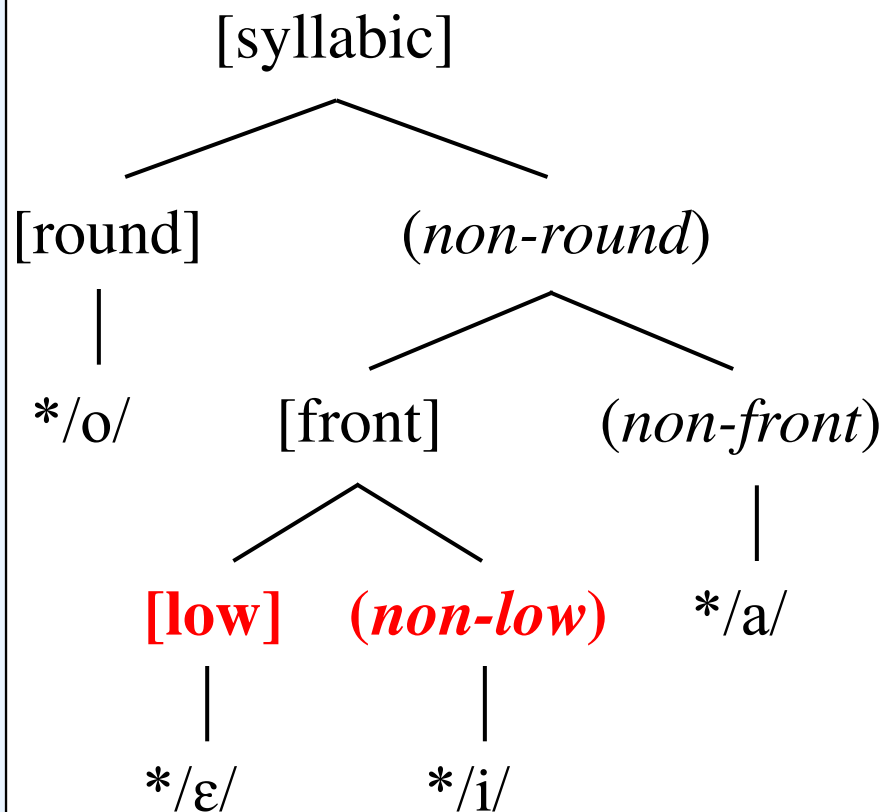 [syllabic]
[round] (non-round)
*/o/ [front] (non-front)
[low] (non-low) */a/
*/ɛ/ */i/